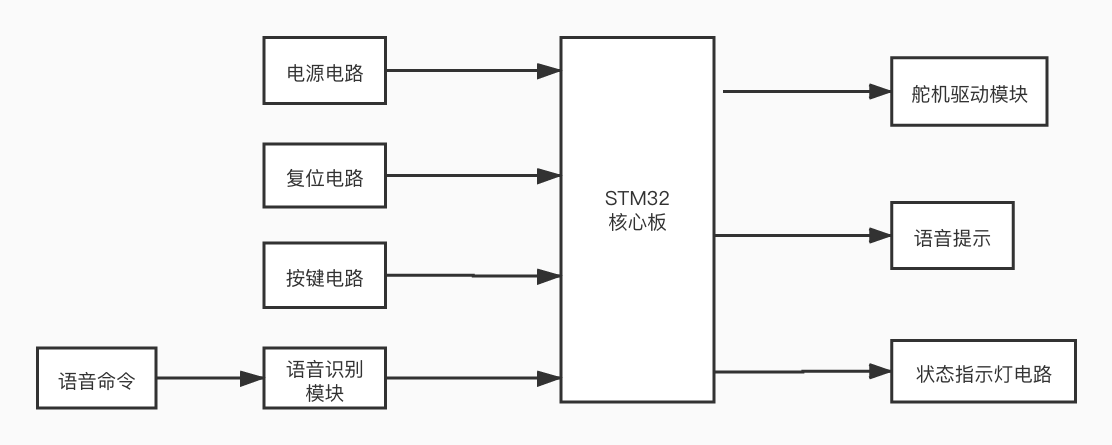 电源电路
复位电路
按键电路
语音命令
语音识别
模块
STM32
核心板
舵机驱动模块
语音提示
状态指示灯电路